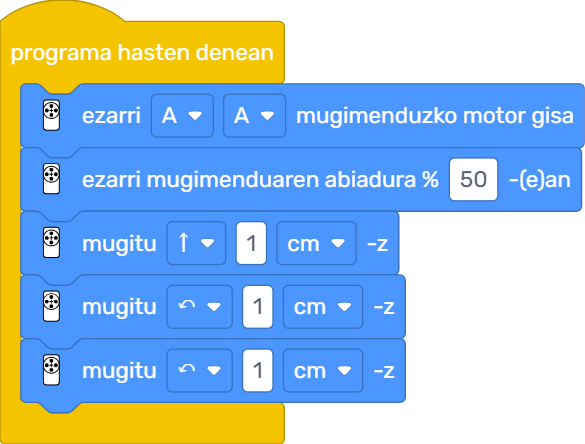 programa hasten denean
ezarri A A mugimenduzko motor gisa
ezarri mugimenduaren abiadura % 50 -(e)an
mugitu ↑ 1 cm -z
mugitu ↶ 1 cm -z
mugitu ↶ 1 cm -z